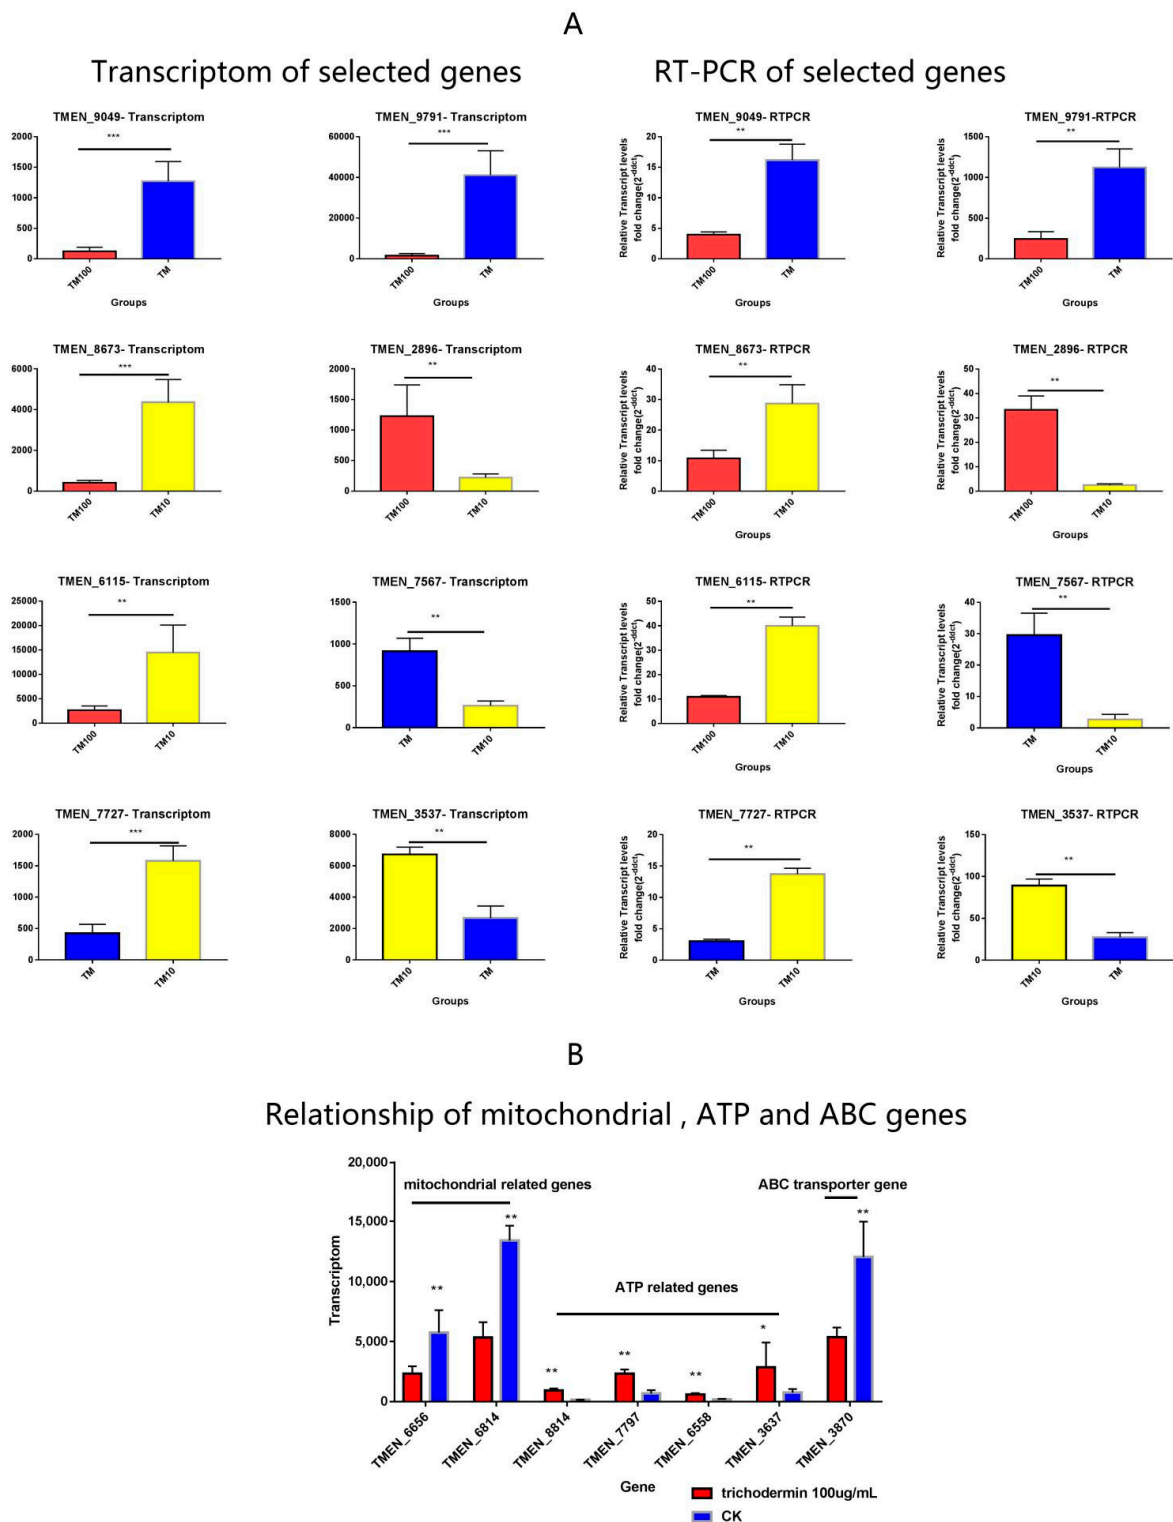 A
Transcriptom of selected genes
RT-PCR of selected genes
TMEN_9049- Transcriptom
***
2000
1500
1000
500
0
TM100
TM
Groups
TMEN_9791- Transcriptom
***
60000
40000
20000
0
TM100
TM
Groups
TMEN_9049- RTPCR
**
Relative Transcript levels
fold change(2^-ddct)
20
15
10
5
0
TM100
TM
Groups
TMEN_9791-RTPCR
**
Relative Transcript levels
fold change(2^-ddct)
1500
1000
500
0
TM100
TM
Groups
TMEN_8673- Transcriptom
***
6000
4000
2000
0
TM100
TM10
TMEN_2896- Transcriptom
**
2000
1500
1000
500
0
TM100
TM10
TMEN_8673- RTPCR
**
Relative Transcript levels
fold change(2^-ddct)
40
30
20
10
0
TM100
TM10
Groups
TMEN_2896- RTPCR
**
Relative Transcript levels
fold change(2^-ddct)
50
40
30
20
10
0
TM100
TM10
Groups
TMEN_6115- Transcriptom
**
25000
20000
15000
10000
5000
0
TM100
TM10
TMEN_7567- Transcriptom
**
1500
1000
500
0
TM
TM10
TMEN_6115- RTPCR
**
Relative Transcript levels
fold change(2^-ddct)
50
40
30
20
10
0
TM100
TM10
Groups
TMEN_7567- RTPCR
**
Relative Transcript levels
fold change(2^-ddct)
40
30
20
10
0
TM
TM10
Groups
TMEN_7727- Transcriptom
***
2000
1500
1000
500
0
TM
TM10
TMEN_3537- Transcriptom
**
8000
6000
4000
2000
0
TM10
TM
Groups
TMEN_7727- RTPCR
**
Relative Transcript levels
fold change(2^-ddct)
20
15
10
5
0
TM
TM10
Groups
TMEN_3537- RTPCR
**
Relative Transcript levels
fold change(2^-ddct)
150
100
50
0
TM10
TM
Groups
B
Relationship of mitochondrial , ATP and ABC genes
Transcriptom
20,000
15,000
10,000
5,000
0
mitochondrial related genes
ABC transporter gene
ATP related genes
**
**
**
**
**
*
**
TMEN_6656
TMEN_6814
TMEN_8814
TMEN_7797
TMEN_6558
TMEN_3637
TMEN_3870
Gene
trichodermin 100ug/mL
CK